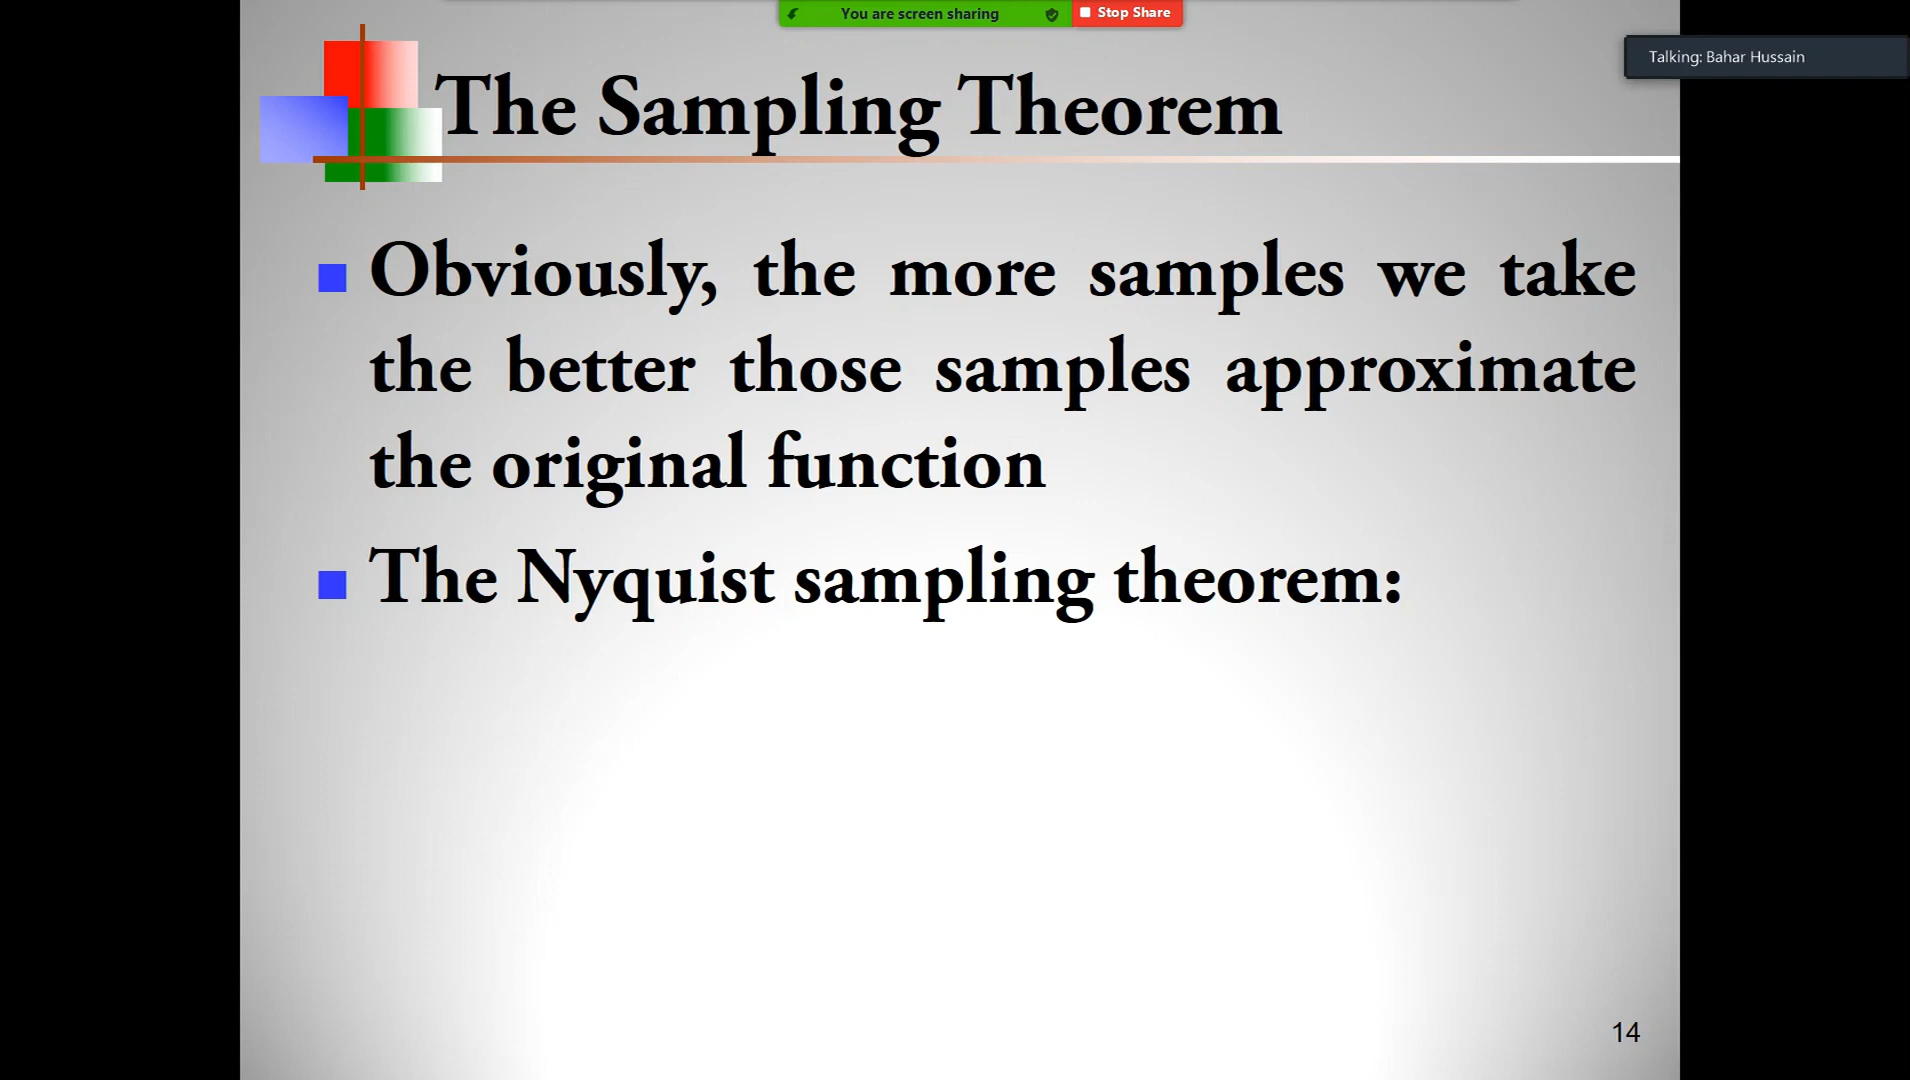 You are screen sharing
Stop Share
Talking: Bahar Hussain
The Sampling Theorem
Obviously, the more samples we take
the better those samples approximate
the original function
The Nyquist sampling theorem:
14